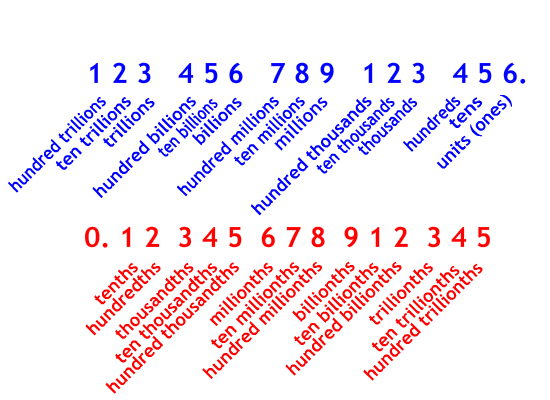 1 2 3 4 5 6 7 8 9 1 2 3 4 5 6.
hundred trillions
ten trillions
trillions
hundred billions
ten billions
billions
hundred millions
ten millions
millions
hundred thousands
ten thousands
thousands
hundreds
tens
units (ones)
0. 1 2 3 4 5 6 7 8 9 1 2 3 4 5
tenths
hundredths
thousandths
ten thousandths
hundred thousandths
millionths
ten millionths
hundred millionths
billionths
ten billionths
hundred billionths
trillionths
ten trillionths
hundred trillionths